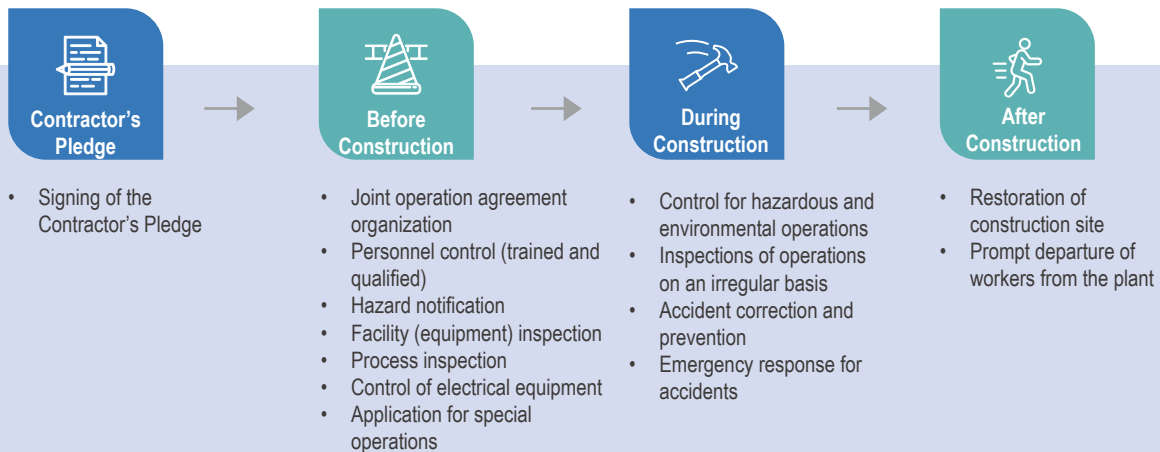 Contractor's
Pledge
• Signing of the
Contractor's Pledge
Before
Construction
• Joint operation agreement
organization
• Personnel control (trained and
qualified)
• Hazard notification
• Facility (equipment) inspection
• Process inspection
• Control of electrical equipment
• Application for special
operations
During
Construction
• Control for hazardous and
environmental operations
• Inspections of operations
on an irregular basis
• Accident correction and
prevention
• Emergency response for
accidents
After
Construction
• Restoration of
construction site
• Prompt departure of
workers from the plant